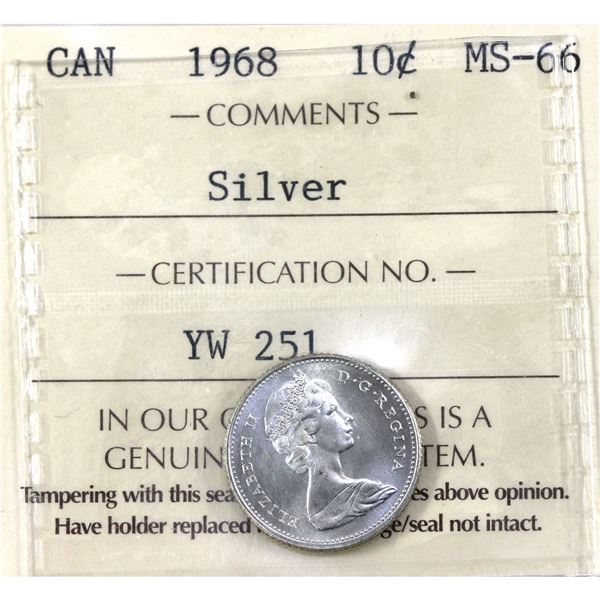 CAN 1968 10¢ MS-66
— COMMENTS —
Silver
— CERTIFICATION NO. —
YW 251
IN OUR S IS A
GENUIN TEM.
Tampering with this sea es above opinion.
Have holder replaced ge/seal not intact.
ELIZABETH II D·G·REGINA